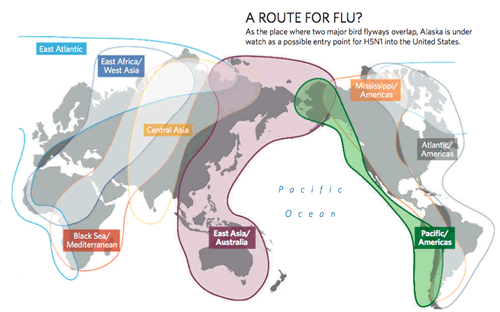 A ROUTE FOR FLU?
As the place where two major bird flyways overlap, Alaska is under
watch as a possible entry point for H5N1 into the United States.
East Atlantic
East Africa/
West Asia
Central Asia
Mississippi/
Americas
Atlantic/
Americas
Pacific
Ocean
Black Sea/
Mediterranean
East Asia/
Australia
Pacific/
Americas